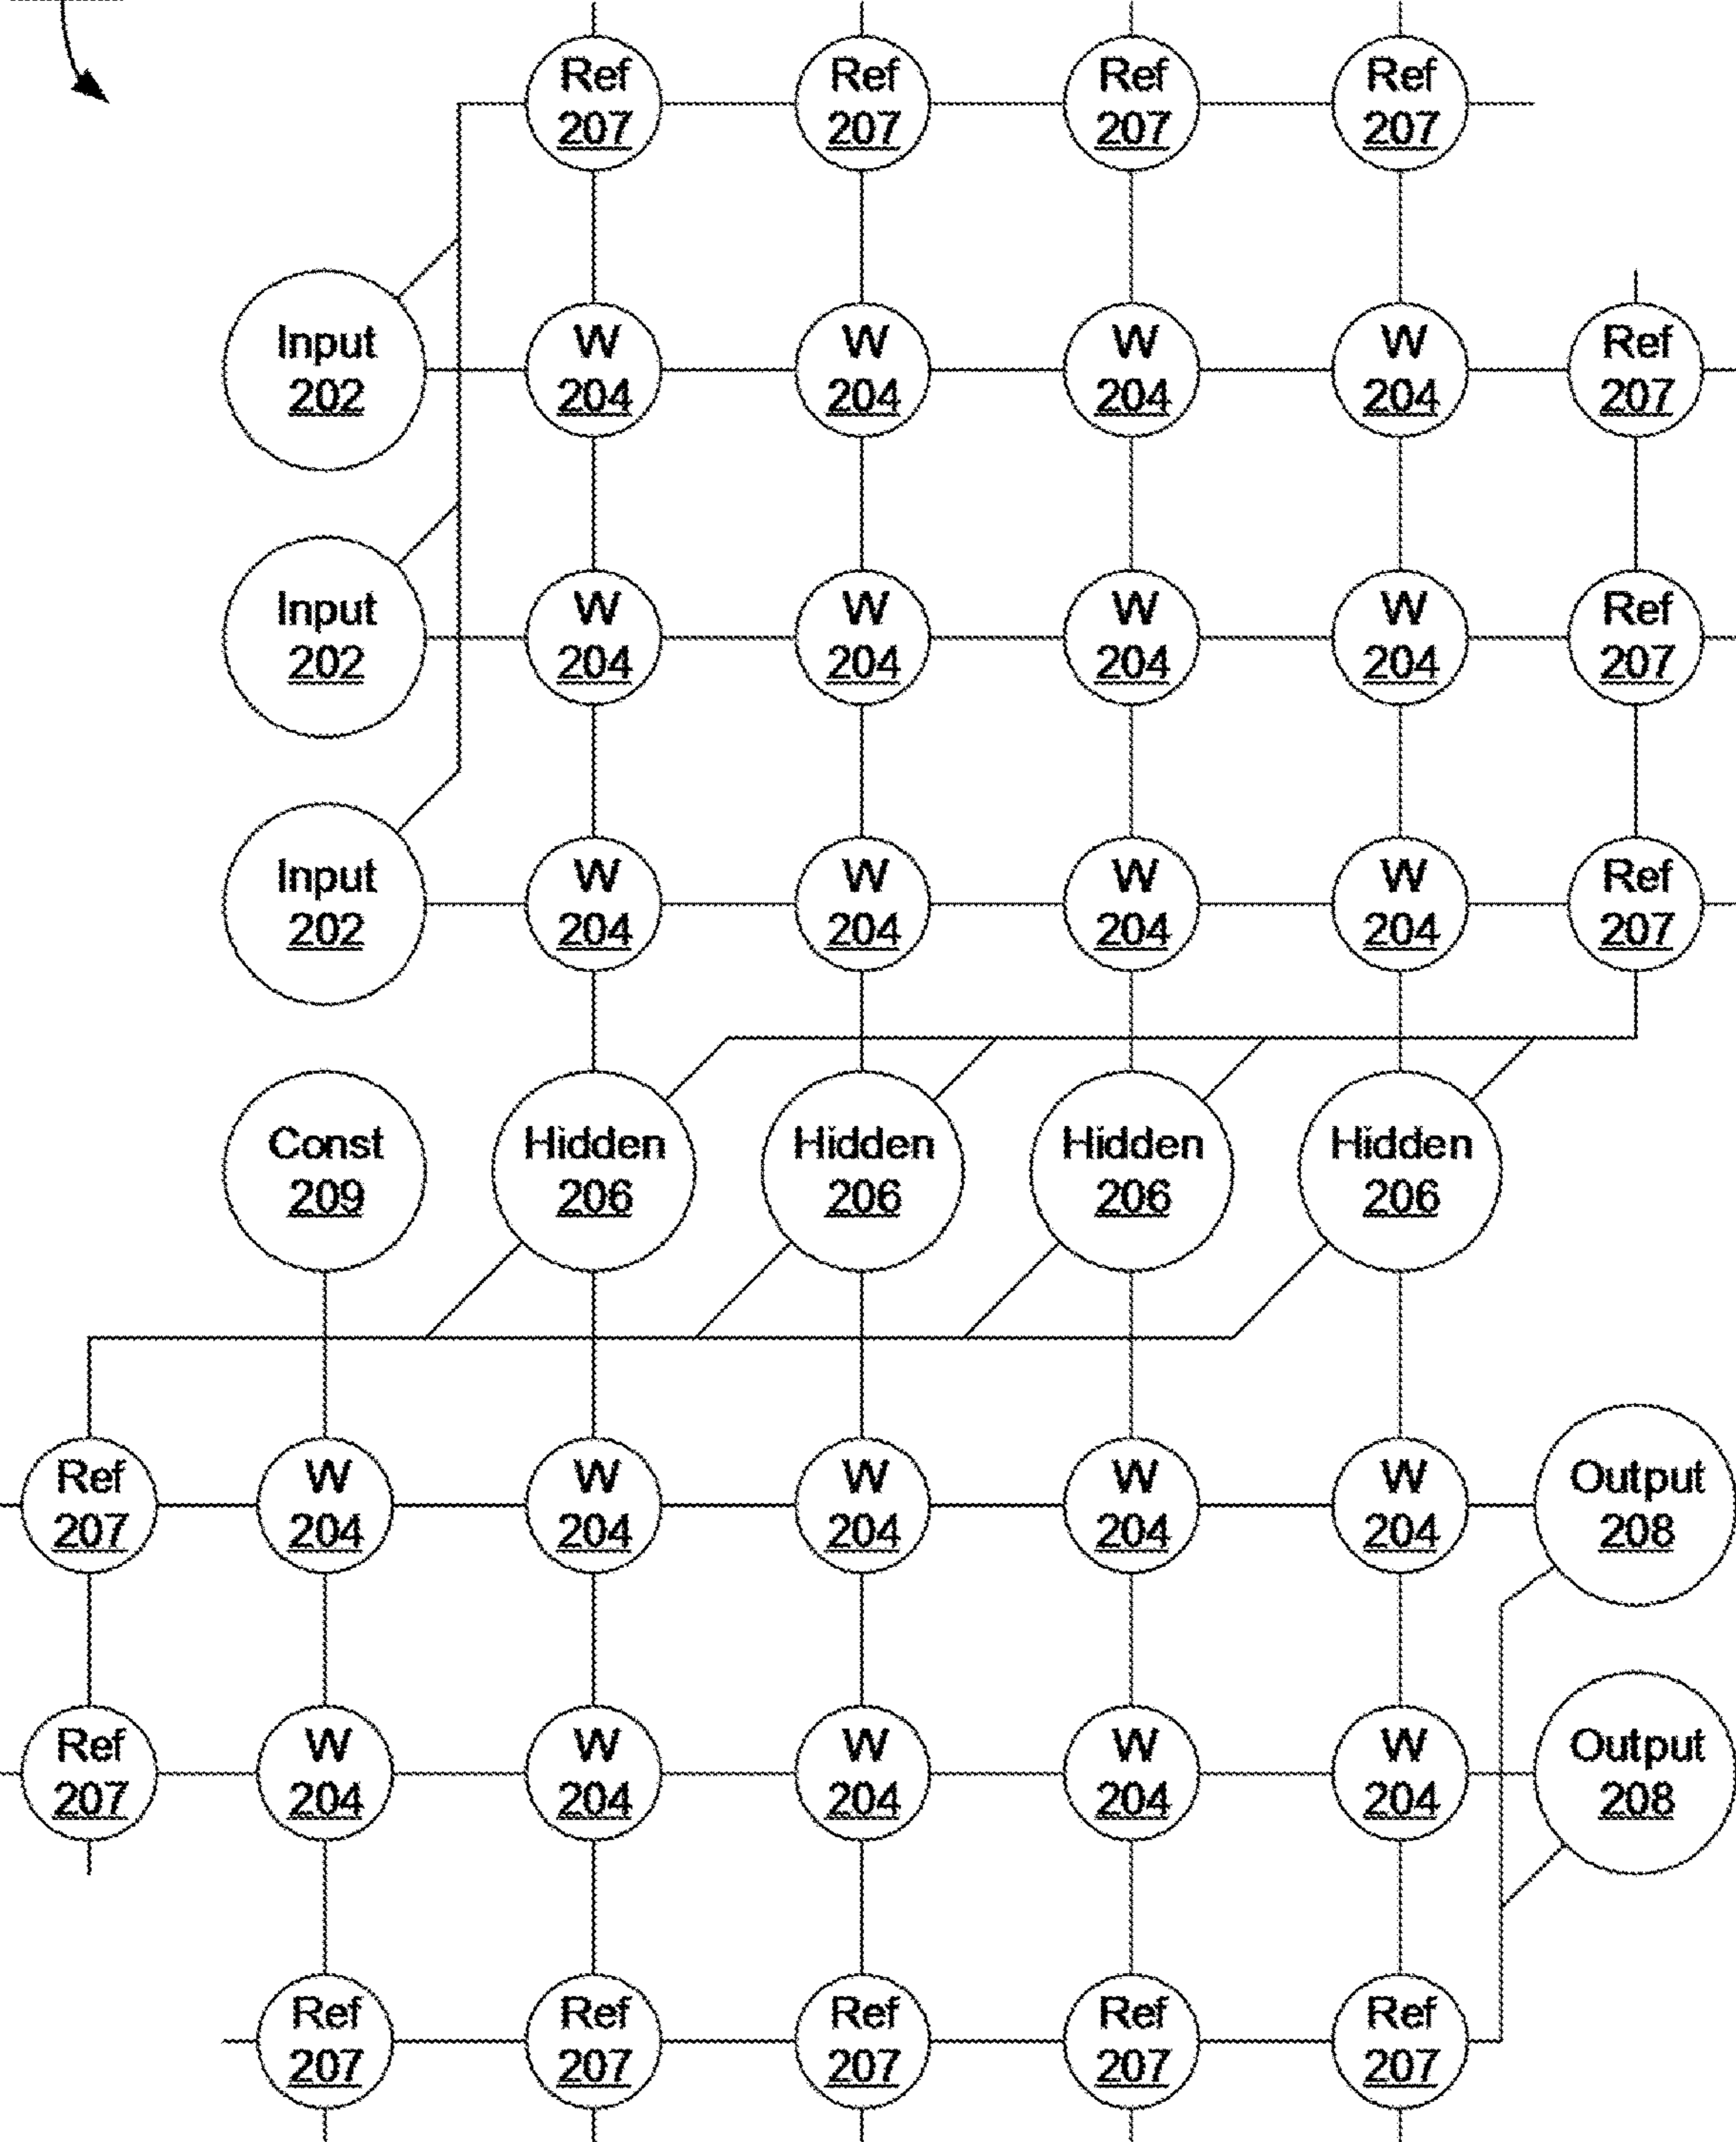 Ref Ref Ref Ref
207 207 207 207
Input W W W W Ref
202 204 204 204 204 207
Input W W W W Ref
202 204 204 204 204 207
Input W W W W Ref
202 204 204 204 204 207
Const Hidden Hidden Hidden Hidden
209 206 206 206 206
Ref W W W W W Output
207 204 204 204 204 204 208
Ref W W W W W Output
207 204 204 204 204 204 208
Ref Ref Ref Ref Ref
207 207 207 207 207